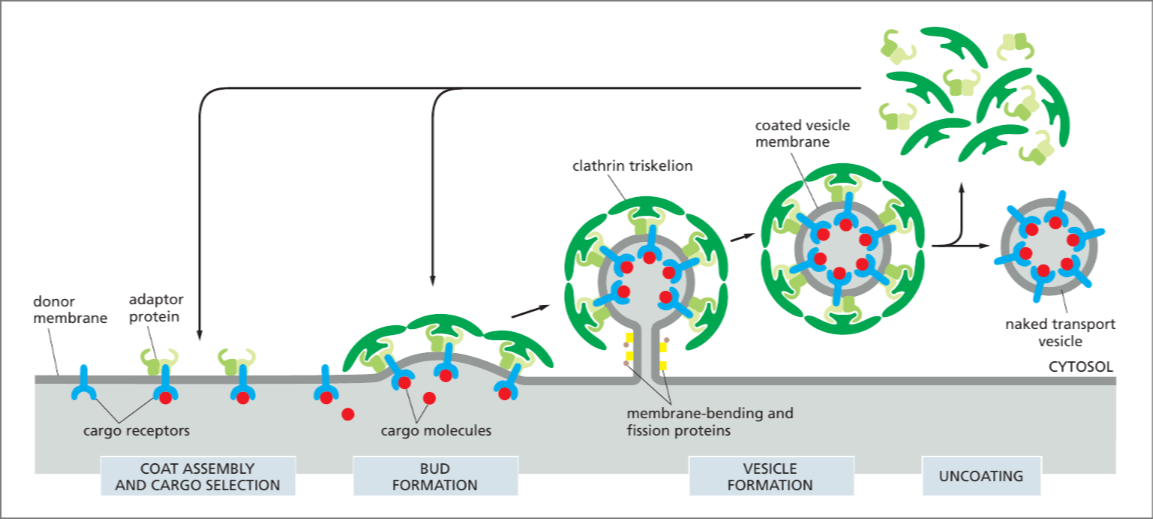 coated vesicle
membrane
clathrin triskelion
donor
membrane
adaptor
protein
naked transport
vesicle
CYTOSOL
cargo receptors
cargo molecules
membrane-bending and
fission proteins
COAT ASSEMBLY
AND CARGO SELECTION
BUD
FORMATION
VESICLE
FORMATION
UNCOATING